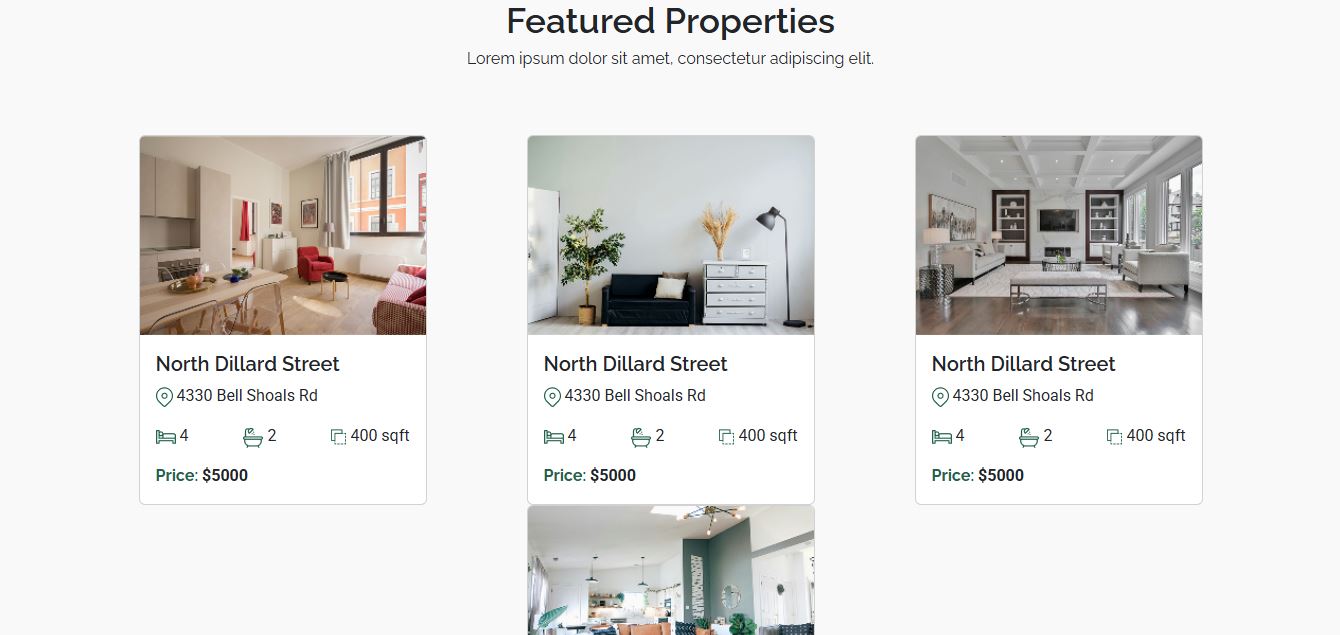 Featured Properties
Lorem ipsum dolor sit amet, consectetur adipiscing elit.
North Dillard Street
4330 Bell Shoals Rd
4 2 400 sqft
Price: $5000
North Dillard Street
4330 Bell Shoals Rd
4 2 400 sqft
Price: $5000
North Dillard Street
4330 Bell Shoals Rd
4 2 400 sqft
Price: $5000